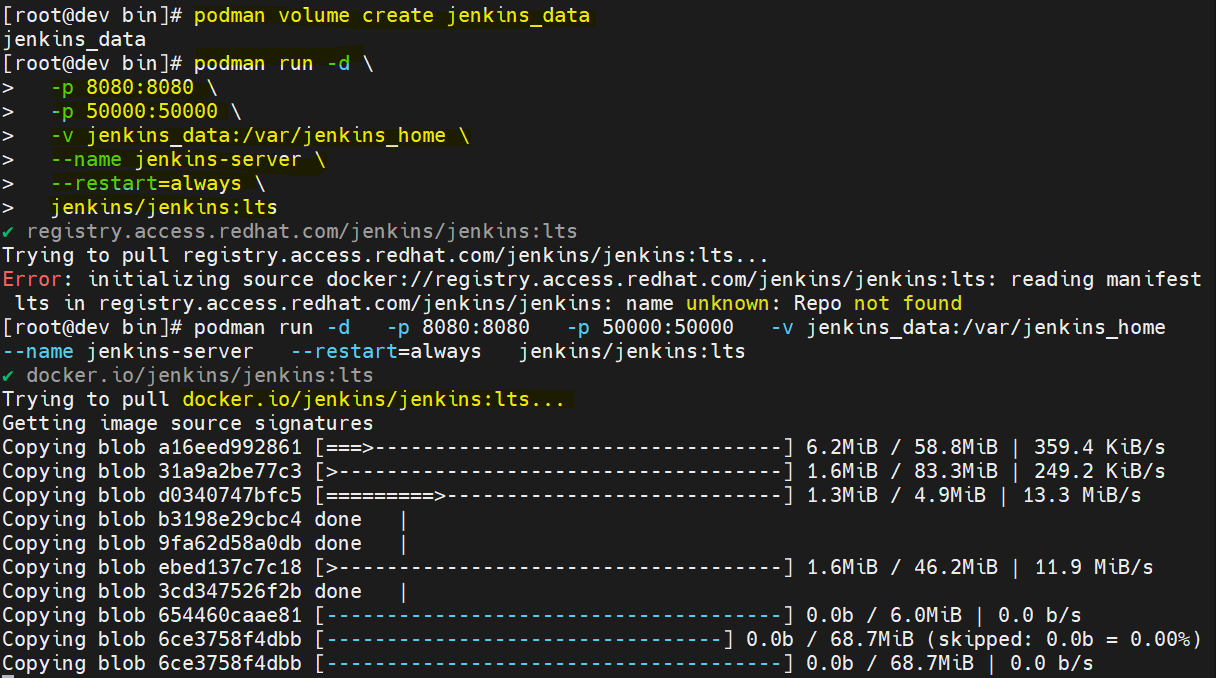 [root@dev bin]# podman volume create jenkins_data
jenkins_data
[root@dev bin]# podman run -d \
>   -p 8080:8080 \
>   -p 50000:50000 \
>   -v jenkins_data:/var/jenkins_home \
>   --name jenkins-server \
>   --restart=always \
>   jenkins/jenkins:lts
✔ registry.access.redhat.com/jenkins/jenkins:lts
Trying to pull registry.access.redhat.com/jenkins/jenkins:lts...
Error: initializing source docker://registry.access.redhat.com/jenkins/jenkins:lts: reading manifest
 lts in registry.access.redhat.com/jenkins/jenkins: name unknown: Repo not found
[root@dev bin]# podman run -d   -p 8080:8080   -p 50000:50000   -v jenkins_data:/var/jenkins_home
--name jenkins-server   --restart=always   jenkins/jenkins:lts
✔ docker.io/jenkins/jenkins:lts
Trying to pull docker.io/jenkins/jenkins:lts...
Getting image source signatures
Copying blob a16eed992861 [===>----------------------------------] 6.2MiB / 58.8MiB | 359.4 KiB/s
Copying blob 31a9a2be77c3 [>-------------------------------------] 1.6MiB / 83.3MiB | 249.2 KiB/s
Copying blob d0340747bfc5 [=========>----------------------------] 1.3MiB / 4.9MiB | 13.3 MiB/s
Copying blob b3198e29cbc4 done   |
Copying blob 9fa62d58a0db done   |
Copying blob ebed137c7c18 [>-------------------------------------] 1.6MiB / 46.2MiB | 11.9 MiB/s
Copying blob 3cd347526f2b done   |
Copying blob 654460caae81 [--------------------------------------] 0.0b / 6.0MiB | 0.0 b/s
Copying blob 6ce3758f4dbb [---------------------------------] 0.0b / 68.7MiB (skipped: 0.0b = 0.00%)
Copying blob 6ce3758f4dbb [--------------------------------------] 0.0b / 68.7MiB | 0.0 b/s